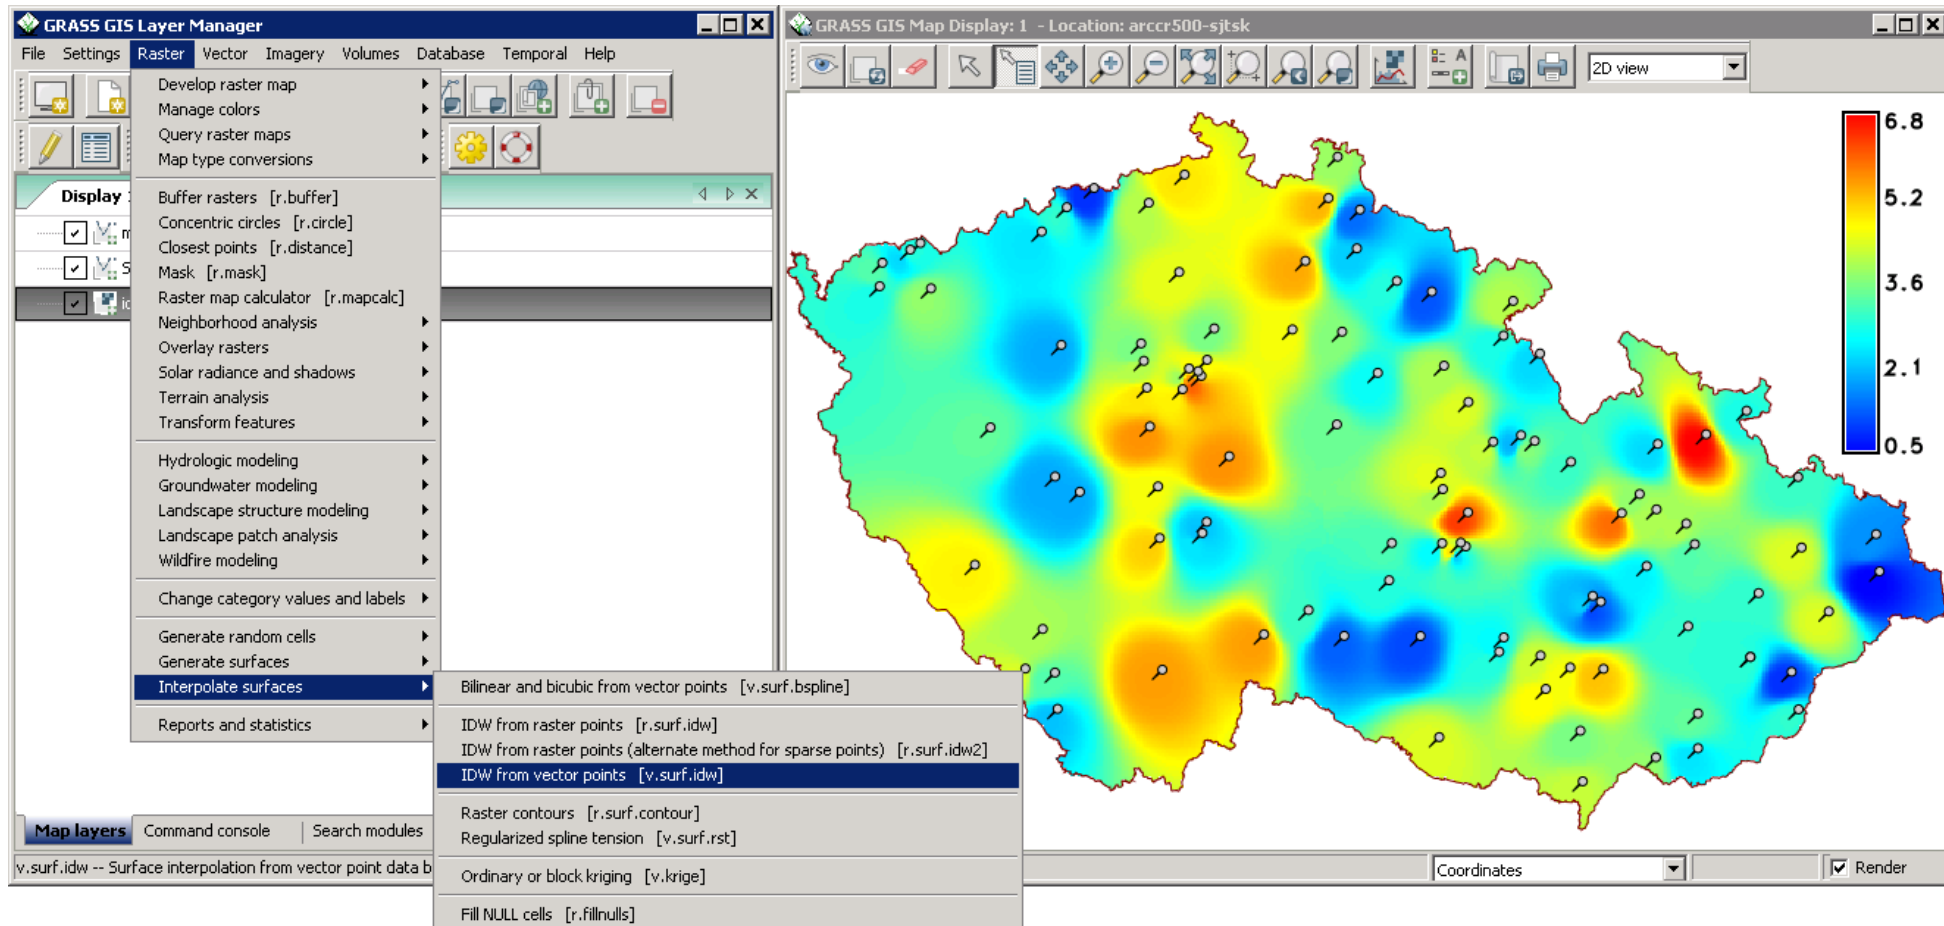 GRASS GIS Layer Manager
File Settings Raster Vector Imagery Volumes Database Temporal Help
Develop raster map
Manage colors
Query raster maps
Map type conversions
Display
Buffer rasters [r.buffer]
Concentric circles [r.circle]
Closest points [r.distance]
Mask [r.mask]
Raster map calculator [r.mapcalc]
Neighborhood analysis
Overlay rasters
Solar radiance and shadows
Terrain analysis
Transform features
Hydrologic modeling
Groundwater modeling
Landscape structure modeling
Landscape patch analysis
Wildfire modeling
Change category values and labels
Generate random cells
Generate surfaces
Interpolate surfaces
Reports and statistics
Bilinear and bicubic from vector points [v.surf.bspline]
IDW from raster points [r.surf.idw]
IDW from raster points (alternate method for sparse points) [r.surf.idw2]
IDW from vector points [v.surf.idw]
Raster contours [r.surf.contour]
Regularized spline tension [v.surf.rst]
Ordinary or block kriging [v.krige]
Fill NULL cells [r.fillnulls]
Map layers Command console Search modules
v.surf.idw -- Surface interpolation from vector point data b
GRASS GIS Map Display: 1 - Location: arccr500-sjtsk
2D view
6.8
5.2
3.6
2.1
0.5
Coordinates
Render